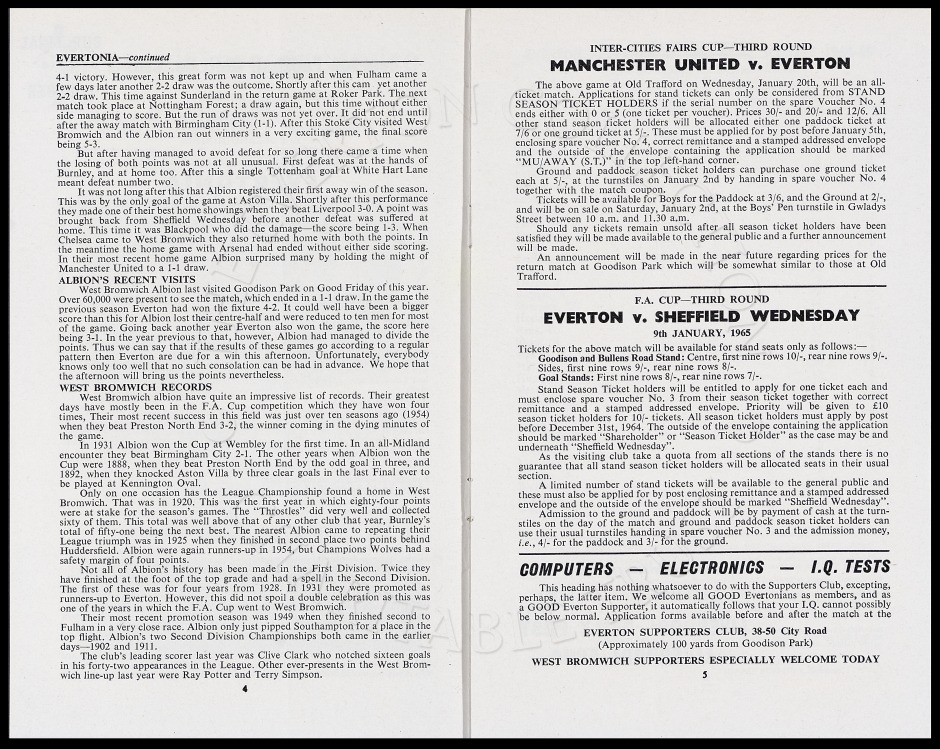 EVERTONIA—continued
4-1 victory. However, this great form was not kept up and when Fulham came a
few days later another 2-2 draw was the outcome. Shortly after this cam yet another
2-2 draw. This time against Sunderland in the return game at Roker Park. The next
match took place at Nottingham Forest; a draw again, but this time without either
side managing to score. But the run of draws was not yet over. It did not end until
after the away match with Birmingham City (1-1). After this Stoke City visited West
Bromwich and the Albion ran out winners in a very exciting game, the final score
being 5-3.
But after having managed to avoid defeat for so long there came a time when
the losing of both points was not at all unusual. First defeat was at the hands of
Burnley, and at home too. After this a single Tottenham goal at White Hart Lane
meant defeat number two.
It was not long after this that Albion registered their first away win of the season.
This was by the only goal of the game at Aston Villa. Shortly after this performance
they made one of their best home showings when they beat Liverpool 3-0. A point was
brought back from Sheffield Wednesday before another defeat was suffered at
home. This time it was Blackpool who did the damage—the score being 1-3. When
Chelsea came to West Bromwich they also returned home with both the points. In
the meantime the home game with Arsenal had ended without either side scoring.
In their most recent home game Albion surprised many by holding the might of
Manchester United to a 1-1 draw.
ALBION'S RECENT VISITS
West Bromwich Albion last visited Goodison Park on Good Friday of this year.
Over 60,000 were present to see the match, which ended in a 1-1 draw. In the game the
previous season Everton had won the fixture 4-2. It could well have been a bigger
score than this for Albion lost their centre-half and were reduced to ten men for most
of the game. Going back another year Everton also won the game, the score here
being 3-1. In the year previous to that, however, Albion had managed to divide the
points. Thus we can say that if the results of these games go according to a regular
pattern then Everton are due for a win this afternoon. Unfortunately, everybody
knows only too well that no such consolation can be had in advance. We hope that
the afternoon will bring us the points nevertheless.
WEST BROMWICH RECORDS
West Bromwich albion have quite an impressive list of records. Their greatest
days have mostly been in the F.A. Cup competition which they have won four
times, Their most recent success in this field was just over ten seasons ago (1954)
when they beat Preston North End 3-2, the winner coming in the dying minutes of
the game.
In 1931 Albion won the Cup at Wembley for the first time. In an all-Midland
encounter they beat Birmingham City 2-1. The other years when Albion won the
Cup were 1888, when they beat Preston North End by the odd goal in three, and
1892, when they knocked Aston Villa by three clear goals in the last Final ever to
be played at Kennington Oval.
Only on one occasion has the League Championship found a home in West
Bromwich. That was in 1920. This was the first year in which eighty-four points
were at stake for the season's games. The "Throstles" did very well and collected
sixty of them. This total was well above that of any other club that year, Burnley's
total of fifty-one being the next best. The nearest Albion came to repeating their
League triumph was in 1925 when they finished in second place two points behind
Huddersfield. Albion were again runners-up in 1954, but Champions Wolves had a
safety margin of four points.
Not all of Albion's history has been made in the First Division. Twice they
have finished at the foot of the top grade and had a spell in the Second Division.
The first of these was for four years from 1928. In 1931 they were promoted as
runners-up to Everton. However, this did not spoil a double celebration as this was
one of the years in which the F.A. Cup went to West Bromwich.
Their most recent promotion season was 1949 when they finished second to
Fulham in a very close race. Albion only just pipped Southampton for a place in the
top flight. Albion's two Second Division Championships both came in the earlier
days—1902 and 1911.
The club's leading scorer last year was Clive Clark who notched sixteen goals
in his forty-two appearances in the League. Other ever-presents in the West Brom-
wich line-up last year were Ray Potter and Terry Simpson.
4
INTER-CITIES FAIRS CUP—THIRD ROUND
MANCHESTER UNITED v. EVERTON
The above game at Old Trafford on Wednesday, January 20th, will be an all-
ticket match. Applications for stand tickets can only be considered from STAND
SEASON TICKET HOLDERS if the serial number on the spare Voucher No. 4
ends either with 0 or 5 (one ticket per voucher). Prices 30/- and 20/- and 12/6. All
other stand season ticket holders will be allocated either one paddock ticket at
7/6 or one ground ticket at 5/-. These must be applied for by post before January 5th,
enclosing spare voucher No. 4, correct remittance and a stamped addressed envelope
and the outside of the envelope containing the application should be marked
"MU/AWAY (S.T.)" in the top left-hand corner.
Ground and paddock season ticket holders can purchase one ground ticket
each at 5/-, at the turnstiles on January 2nd by handing in spare voucher No. 4
together with the match coupon.
Tickets will be available for Boys for the Paddock at 3/6, and the Ground at 2/-,
and will be on sale on Saturday, January 2nd, at the Boys' Pen turnstile in Gwladys
Street between 10 a.m. and 11.30 a.m.
Should any tickets remain unsold after all season ticket holders have been
satisfied they will be made available to the general public and a further announcement
will be made.
An announcement will be made in the near future regarding prices for the
return match at Goodison Park which will be somewhat similar to those at Old
Trafford.
F.A. CUP—THIRD ROUND
EVERTON v. SHEFFIELD WEDNESDAY
9th JANUARY, 1965
Tickets for the above match will be available for stand seats only as follows:—
Goodison and Bullens Road Stand: Centre, first nine rows 10/-, rear nine rows 9/-.
Sides, first nine rows 9/-, rear nine rows 8/-.
Goal Stands: First nine rows 8/-, rear nine rows 7/-.
Stand Season Ticket holders will be entitled to apply for one ticket each and
must enclose spare voucher No. 3 from their season ticket together with correct
remittance and a stamped addressed envelope. Priority will be given to £10
season ticket holders for 10/- tickets. All season ticket holders must apply by post
before December 31st, 1964. The outside of the envelope containing the application
should be marked "Shareholder" or "Season Ticket Holder" as the case may be and
underneath "Sheffield Wednesday".
As the visiting club take a quota from all sections of the stands there is no
guarantee that all stand season ticket holders will be allocated seats in their usual
section.
A limited number of stand tickets will be available to the general public and
these must also be applied for by post enclosing remittance and a stamped addressed
envelope and the outside of the envelope should be marked "Sheffield Wednesday".
Admission to the ground and paddock will be by payment of cash at the turn-
stiles on the day of the match and ground and paddock season ticket holders can
use their usual turnstiles handing in spare voucher No. 3 and the admission money,
i.e., 4/- for the paddock and 3/- for the ground.
COMPUTERS — ELECTRONICS — I.Q. TESTS
This heading has nothing whatsoever to do with the Supporters Club, excepting,
perhaps, the latter item. We welcome all GOOD Evertonians as members, and as
a GOOD Everton Supporter, it automatically follows that your I.Q. cannot possibly
be below normal. Application forms available before and after the match at the
EVERTON SUPPORTERS CLUB, 38-50 City Road
(Approximately 100 yards from Goodison Park)
WEST BROMWICH SUPPORTERS ESPECIALLY WELCOME TODAY
5